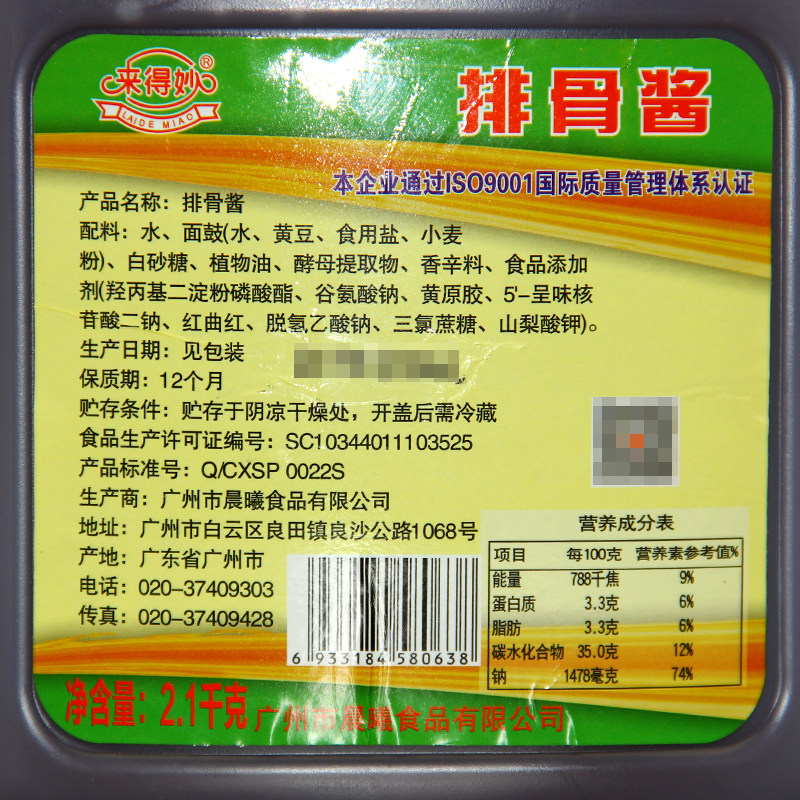 来得妙®
LAIDE MIAO
排骨酱
本企业通过ISO9001国际质量管理体系认证
产品名称：排骨酱
配料：水、面鼓(水、黄豆、食用盐、小麦
粉)、白砂糖、植物油、酵母提取物、香辛料、食品添加
剂(羟丙基二淀粉磷酸酯、谷氨酸钠、黄原胶、5'-呈味核
苷酸二钠、红曲红、脱氢乙酸钠、三氯蔗糖、山梨酸钾)。
生产日期：见包装
保质期：12个月
贮存条件：贮存于阴凉干燥处，开盖后需冷藏
食品生产许可证编号：SC10344011103525
产品标准号：Q/CXSP 0022S
生产商：广州市晨曦食品有限公司
地址：广州市白云区良田镇良沙公路1068号
产地：广东省广州市
电话：020-37409303
传真：020-37409428
6 933184 580638
营养成分表
项目 每100克 营养素参考值%
能量 788千焦 9%
蛋白质 3.3克 6%
脂肪 3.3克 6%
碳水化合物 35.0克 12%
钠 1478毫克 74%
净含量：2.1千克 广州市晨曦食品有限公司